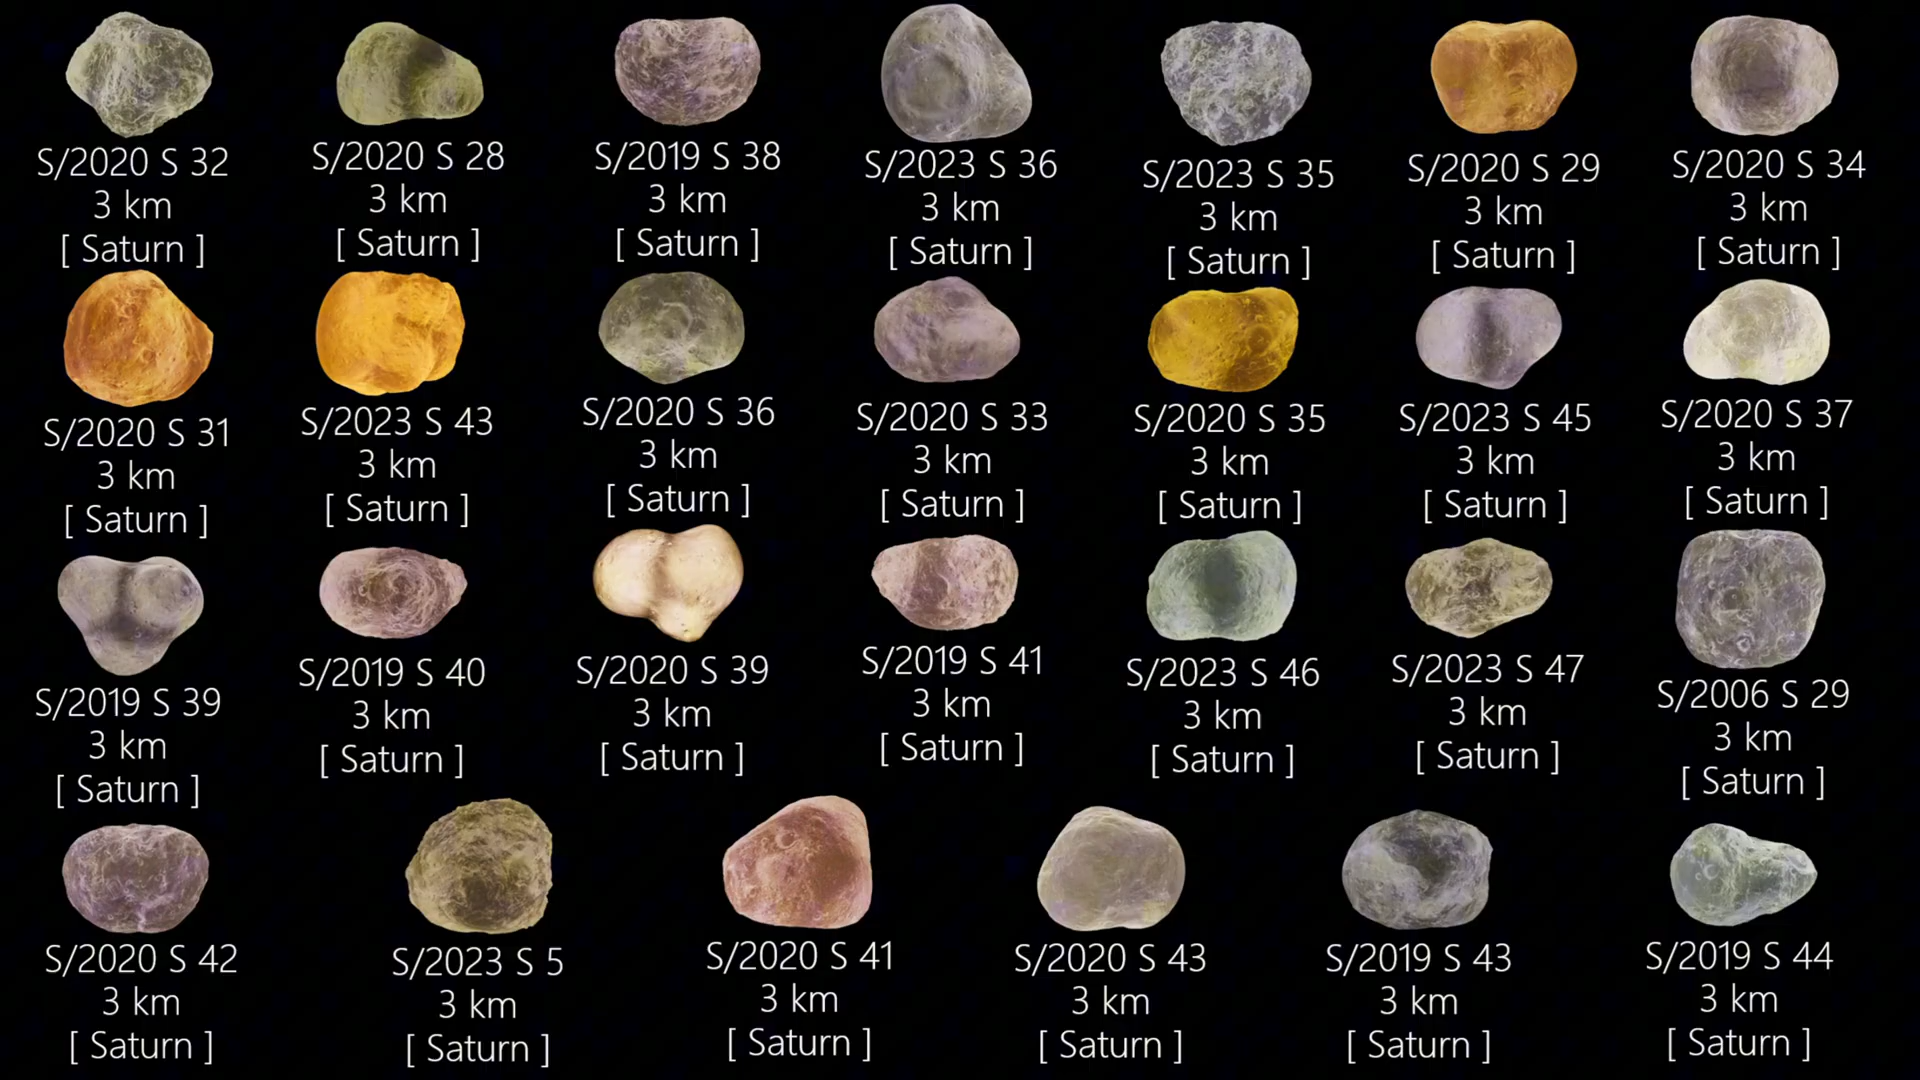 S/2020 S 32
3 km
[ Saturn ]
S/2020 S 28
3 km
[ Saturn ]
S/2019 S 38
3 km
[ Saturn ]
S/2023 S 36
3 km
[ Saturn ]
S/2023 S 35
3 km
[ Saturn ]
S/2020 S 29
3 km
[ Saturn ]
S/2020 S 34
3 km
[ Saturn ]
S/2020 S 31
3 km
[ Saturn ]
S/2023 S 43
3 km
[ Saturn ]
S/2020 S 36
3 km
[ Saturn ]
S/2020 S 33
3 km
[ Saturn ]
S/2020 S 35
3 km
[ Saturn ]
S/2023 S 45
3 km
[ Saturn ]
S/2020 S 37
3 km
[ Saturn ]
S/2019 S 39
3 km
[ Saturn ]
S/2019 S 40
3 km
[ Saturn ]
S/2020 S 39
3 km
[ Saturn ]
S/2019 S 41
3 km
[ Saturn ]
S/2023 S 46
3 km
[ Saturn ]
S/2023 S 47
3 km
[ Saturn ]
S/2006 S 29
3 km
[ Saturn ]
S/2020 S 42
3 km
[ Saturn ]
S/2023 S 5
3 km
[ Saturn ]
S/2020 S 41
3 km
[ Saturn ]
S/2020 S 43
3 km
[ Saturn ]
S/2019 S 43
3 km
[ Saturn ]
S/2019 S 44
3 km
[ Saturn ]